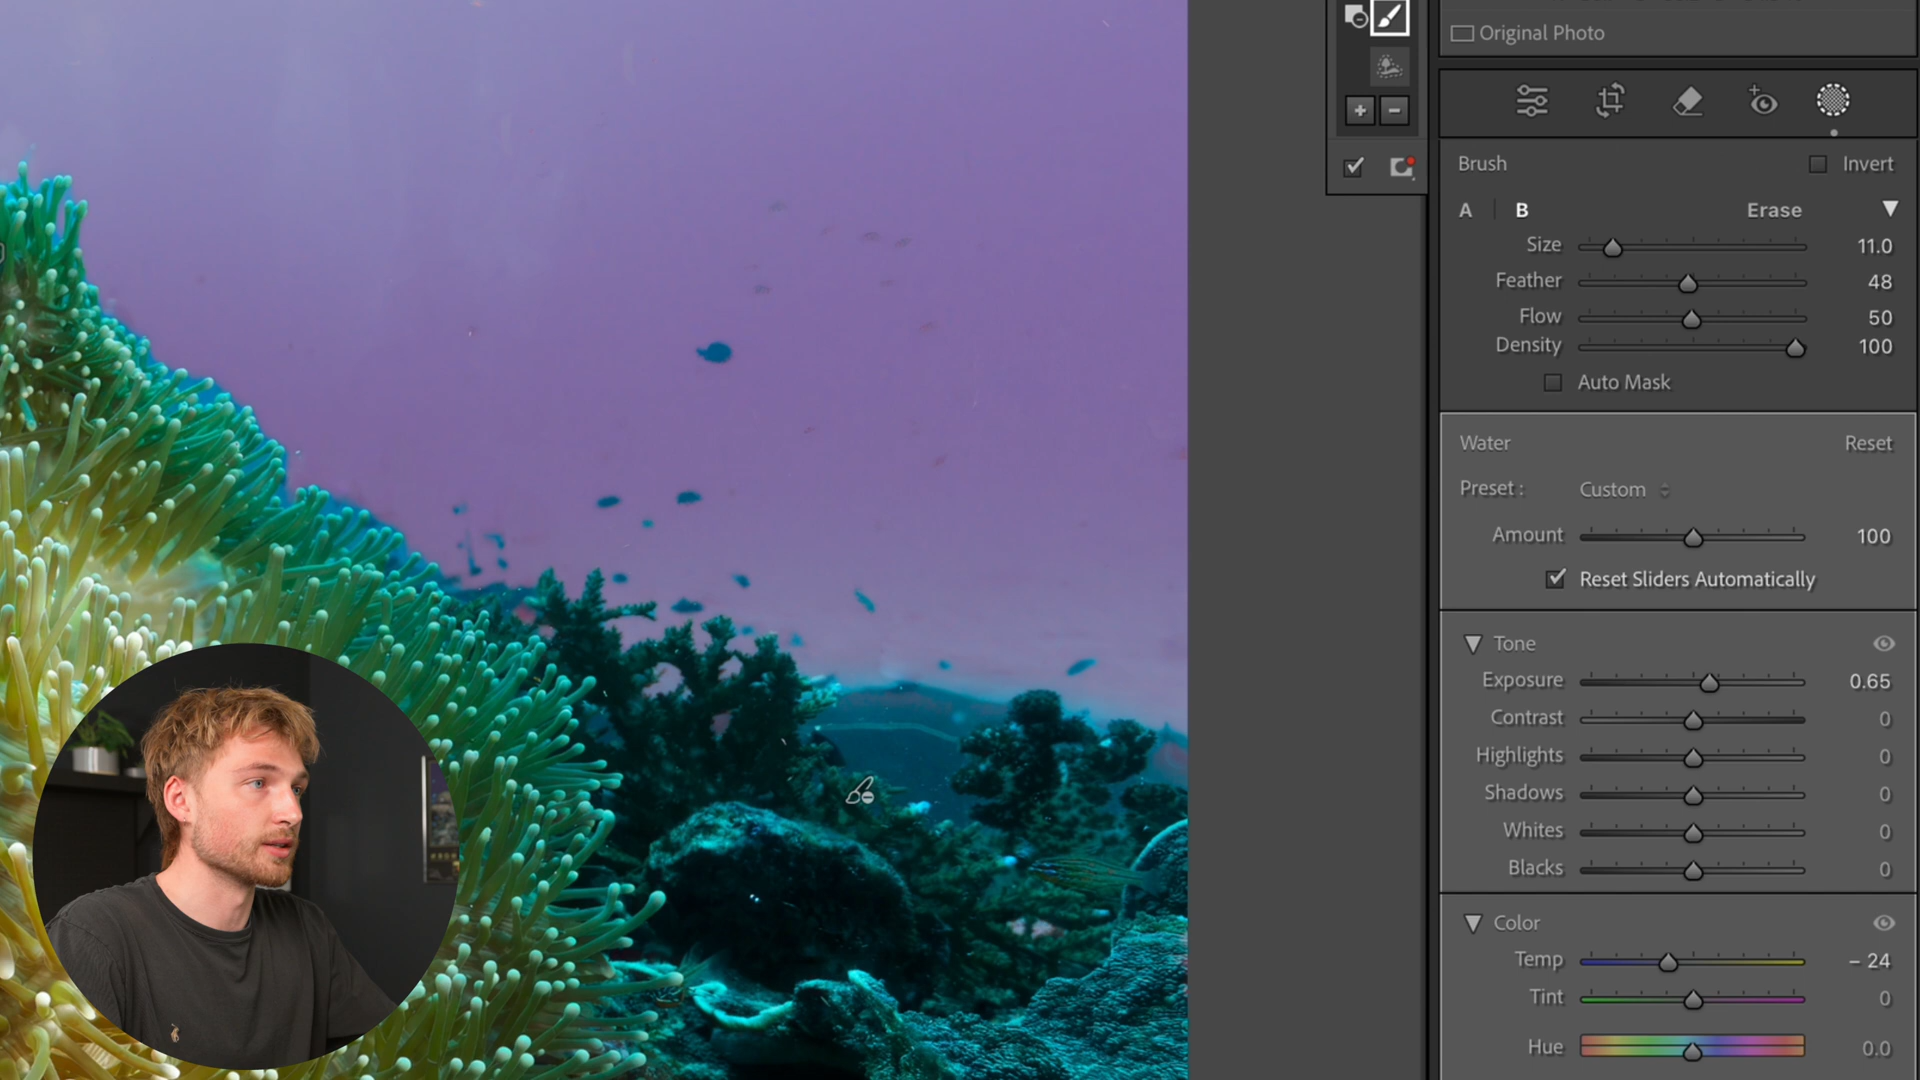 Original Photo
Brush Invert
A B Erase
Size 11.0
Feather 48
Flow 50
Density 100
Auto Mask
Water Reset
Preset : Custom
Amount 100
Reset Sliders Automatically
Tone
Exposure 0.65
Contrast 0
Highlights 0
Shadows 0
Whites 0
Blacks 0
Color
Temp – 24
Tint 0
Hue 0.0